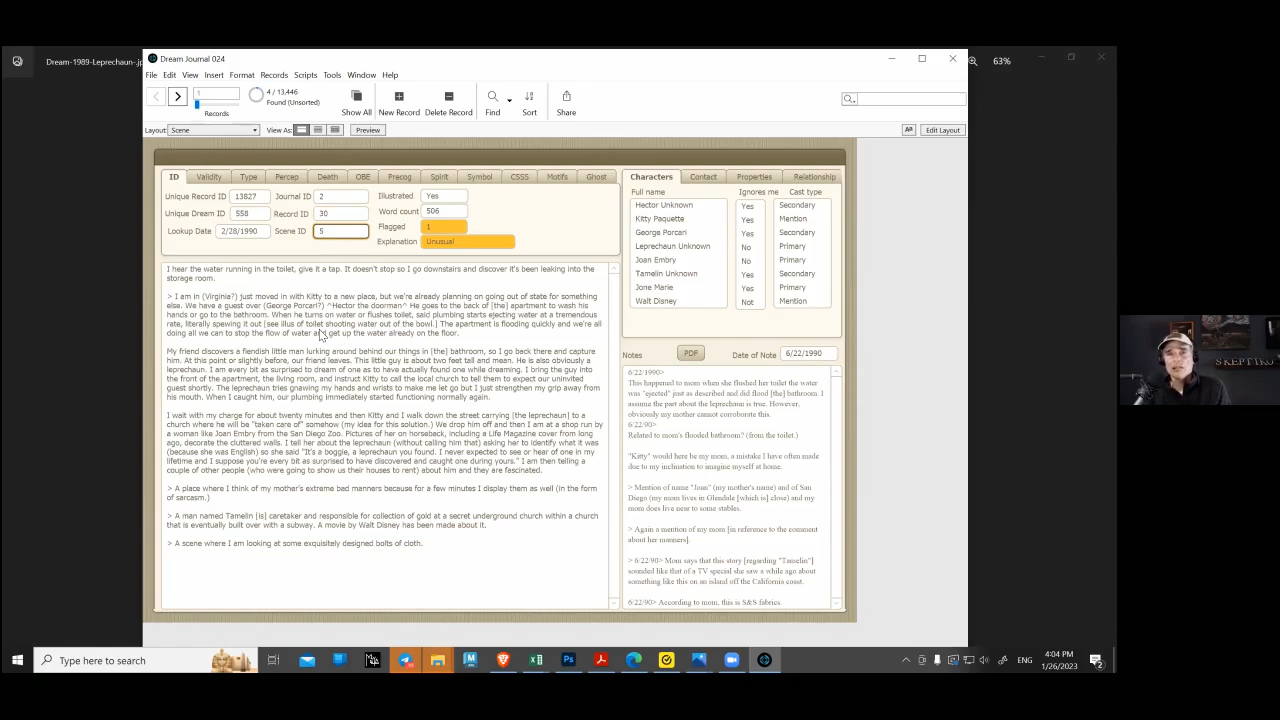 Dream-1989-Leprechaun-.jp
Dream Journal 024
63%
File Edit View Insert Format Records Scripts Tools Window Help
1
4 / 13,446
Found (Unsorted)
Records
Show All
New Record
Delete Record
Find
Sort
Share
Layout: Scene
View As:
Preview
Edit Layout
ID Validity Type Percep Death OBE Precog Spirit Symbol CSSS Motifs Ghost
Unique Record ID 13827 Journal ID 2 Illustrated Yes
Unique Dream ID 558 Record ID 30 Word count 506
Flagged 1
Lookup Date 2/28/1990 Scene ID 5
Explanation Unusual
I hear the water running in the toilet, give it a tap. It doesn't stop so I go downstairs and discover it's been leaking into the
storage room.
> I am in (Virginia?) just moved in with Kitty to a new place, but we're already planning on going out of state for something
else. We have a guest over (George Porcari?) ^Hector the doorman^ He goes to the back of [the] apartment to wash his
hands or go to the bathroom. When he turns on water or flushes toilet, said plumbing starts ejecting water at a tremendous
rate, literally spewing it out [see illus of toilet shooting water out of the bowl.] The apartment is flooding quickly and we're all
doing all we can to stop the flow of water and get up the water already on the floor.
My friend discovers a fiendish little man lurking around behind our things in [the] bathroom, so I go back there and capture
him. At this point or slightly before, our friend leaves. This little guy is about two feet tall and mean. He is also obviously a
leprechaun. I am every bit as surprised to dream of one as to have actually found one while dreaming. I bring the guy into
the front of the apartment, the living room, and instruct Kitty to call the local church to tell them to expect our uninvited
guest shortly. The leprechaun tries gnawing my hands and wrists to make me let go but I just strengthen my grip away from
his mouth. When I caught him, our plumbing immediately started functioning normally again.
I wait with my charge for about twenty minutes and then Kitty and I walk down the street carrying [the leprechaun] to a
church where he will be "taken care of" somehow (my idea for this solution.) We drop him off and then I am at a shop run by
a woman like Joan Embry from the San Diego Zoo. Pictures of her on horseback, including a Life Magazine cover from long
ago, decorate the cluttered walls. I tell her about the leprechaun (without calling him that) asking her to identify what it was
(because she was English) so she said "It's a boggie, a leprechaun you found. I never expected to see or hear of one in my
lifetime and I suppose you're every bit as surprised to have discovered and caught one during yours." I am then telling a
couple of other people (who were going to show us their houses to rent) about him and they are fascinated.
> A place where I think of my mother's extreme bad manners because for a few minutes I display them as well (in the form
of sarcasm.)
> A man named Tamelin [is] caretaker and responsible for collection of gold at a secret underground church within a church
that is eventually built over with a subway. A movie by Walt Disney has been made about it.
> A scene where I am looking at some exquisitely designed bolts of cloth.
Characters Contact Properties Relationship
Full name Ignores me Cast type
Hector Unknown Yes Secondary
Kitty Paquette Yes Mention
George Porcari Yes Secondary
Leprechaun Unknown No Primary
Joan Embry No Primary
Tamelin Unknown Yes Secondary
Jone Marie Yes Primary
Walt Disney Not Mention
Notes PDF Date of Note 6/22/1990
6/22/1990>
This happened to mom when she flushed her toilet the water
was "ejected" just as described and did flood [the] bathroom. I
assume the part about the leprechaun is true. However,
obviously my mother cannot corroborate this.
6/22/90>
Related to mom's flooded bathroom? (from the toilet.)
"Kitty" would here be my mom, a mistake I have often made
due to my inclination to imagine myself at home.
> Mention of name "Joan" (my mother's name) and of San
Diego (my mom lives in Glendale [which is] close) and my
mom does live near to some stables.
> Again a mention of my mom [in reference to the comment
about her manners].
> 6/22/90> Mom says that this story [regarding "Tamelin"]
sounded like that of a TV special she saw a while ago about
something like this on an island off the California coast.
6/22/90> According to mom, this is S&S fabrics.
SKEPTIKO
Type here to search
ENG
4:04 PM
1/26/2023
2